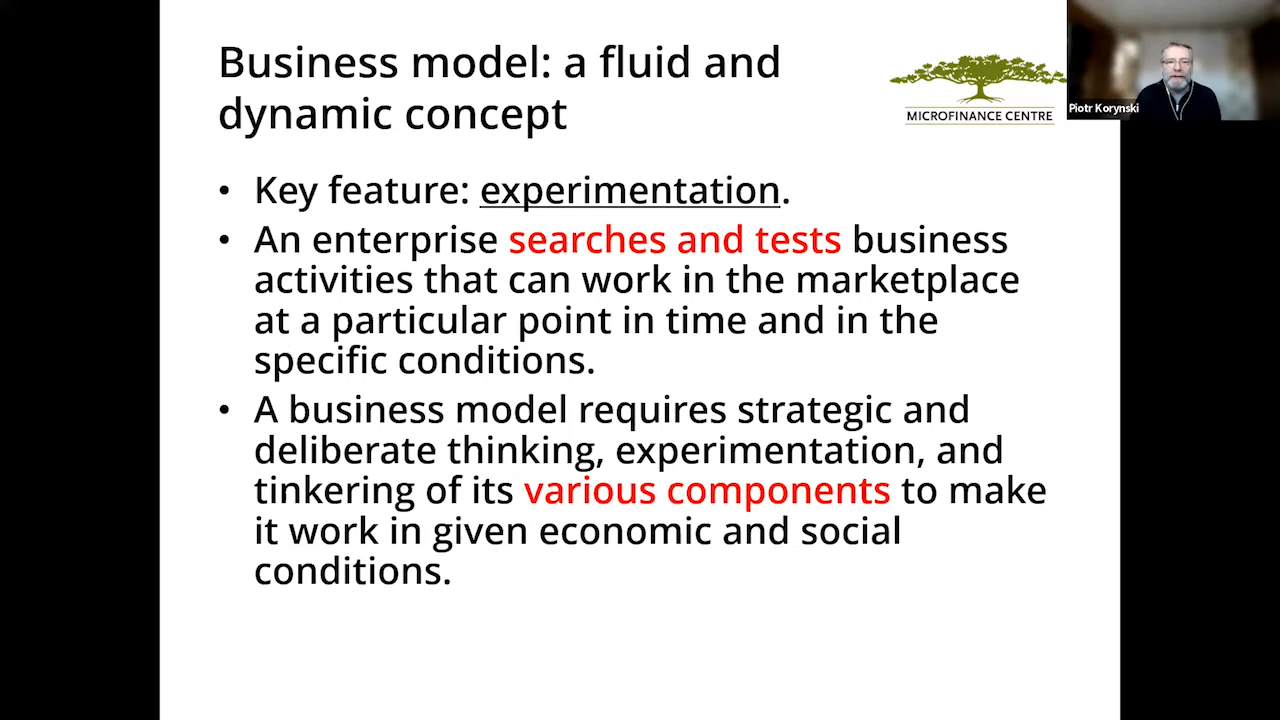 Business model: a fluid and
dynamic concept
MICROFINANCE CENTRE
Piotr Korynski
• Key feature: experimentation.
• An enterprise searches and tests business
activities that can work in the marketplace
at a particular point in time and in the
specific conditions.
• A business model requires strategic and
deliberate thinking, experimentation, and
tinkering of its various components to make
it work in given economic and social
conditions.